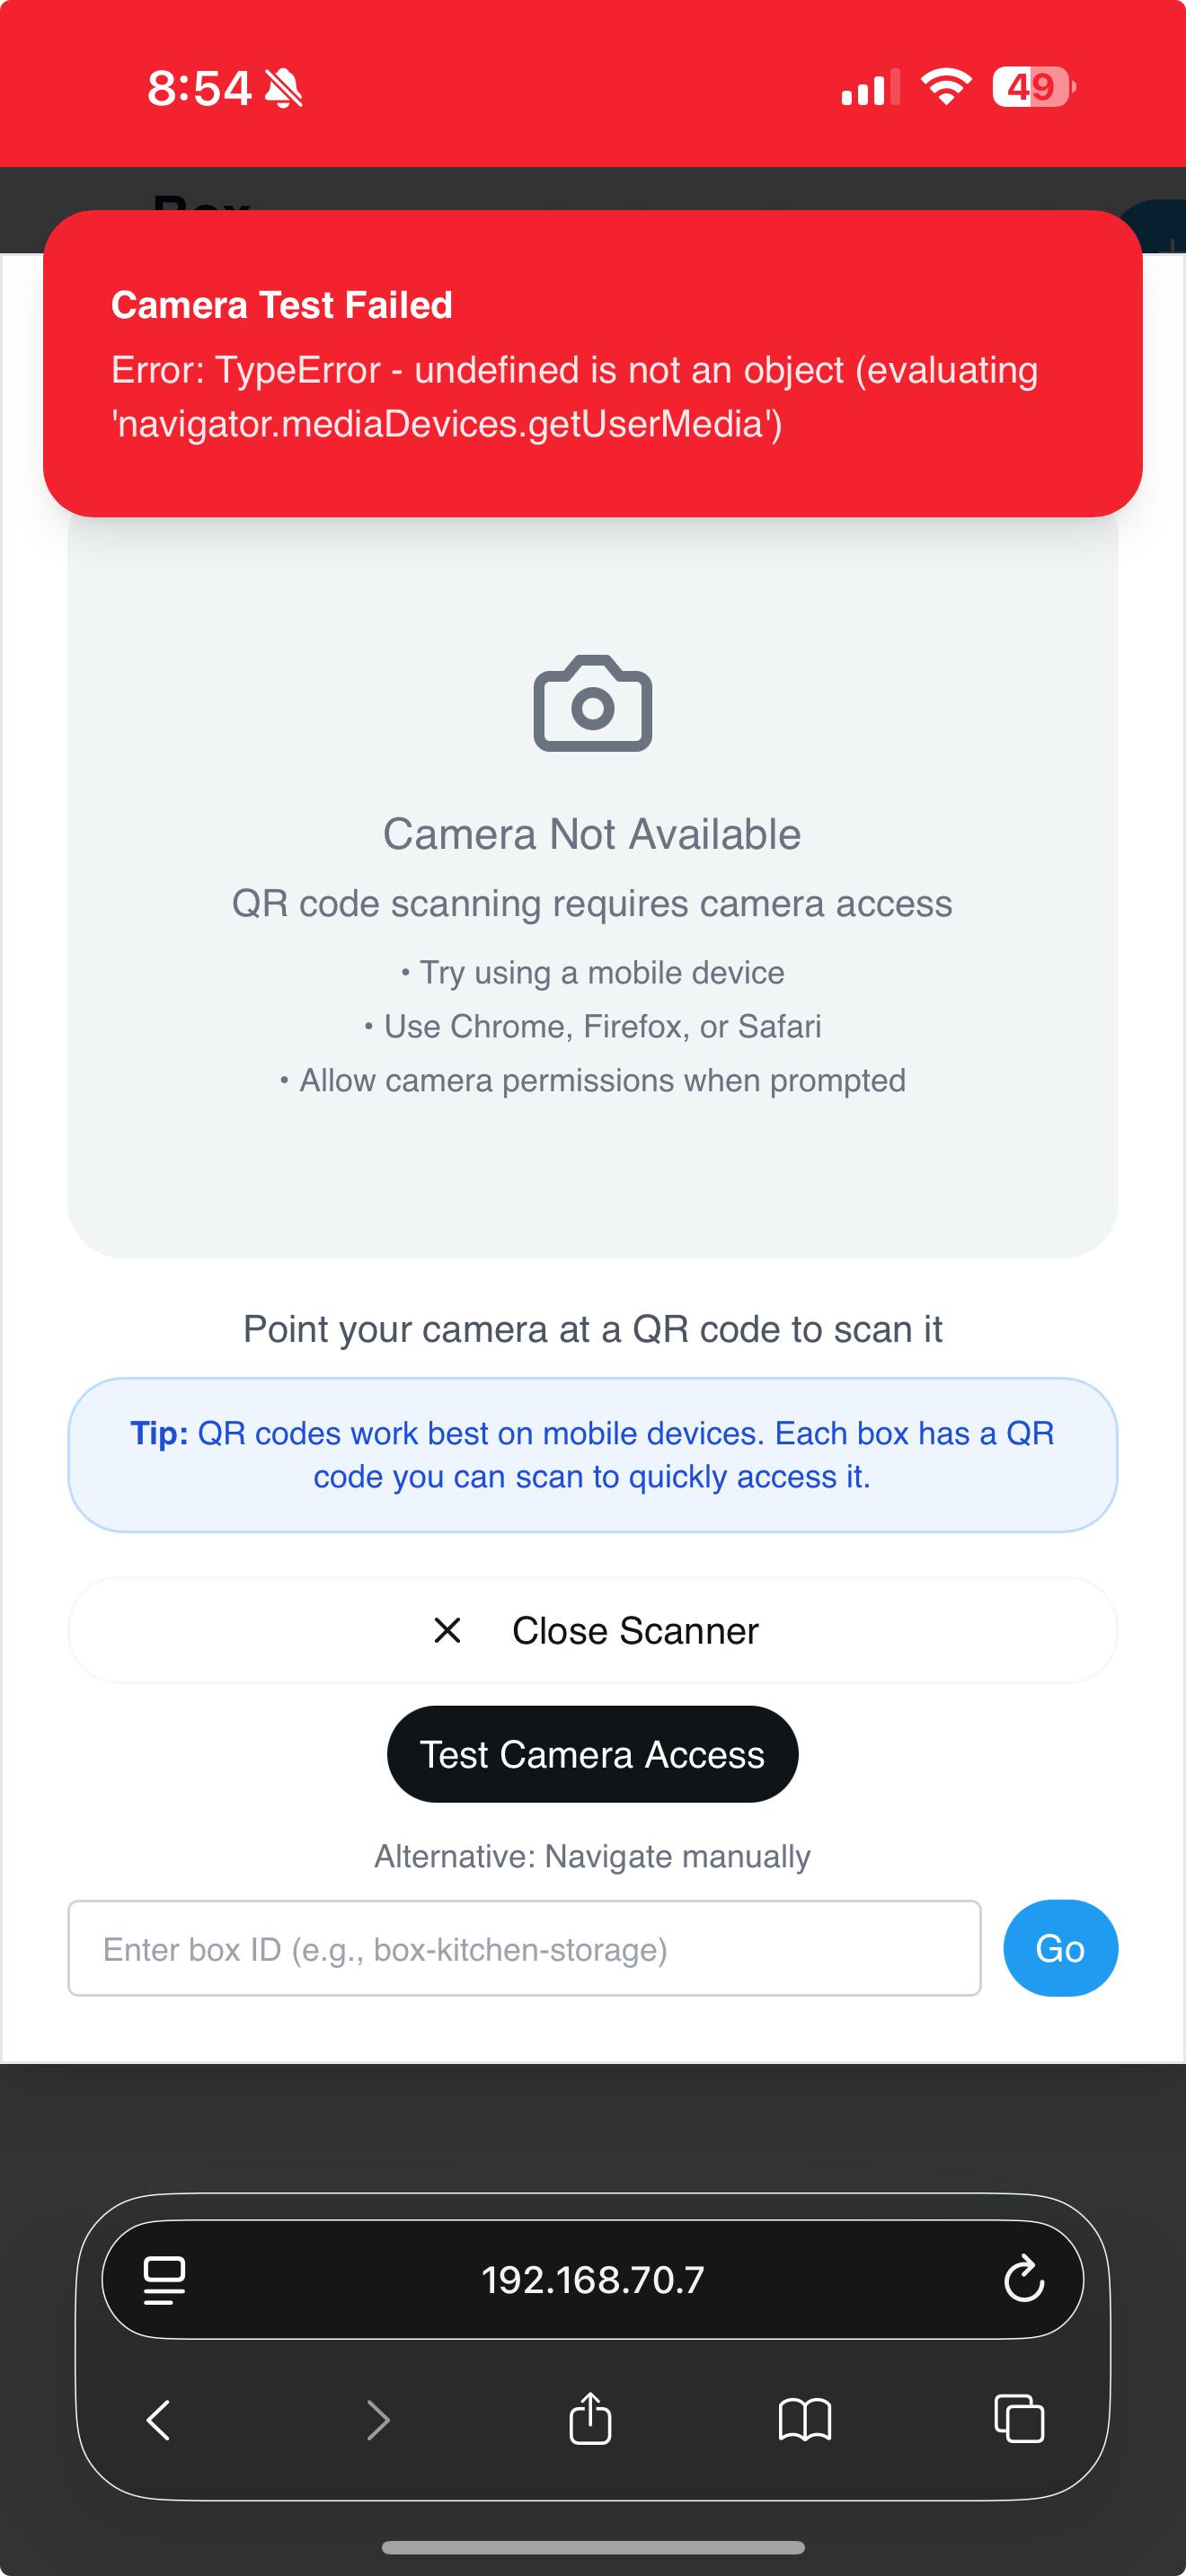 8:54
49
Box
Camera Test Failed
Error: TypeError - undefined is not an object (evaluating
'navigator.mediaDevices.getUserMedia')
Camera Not Available
QR code scanning requires camera access
• Try using a mobile device
• Use Chrome, Firefox, or Safari
• Allow camera permissions when prompted
Point your camera at a QR code to scan it
Tip: QR codes work best on mobile devices. Each box has a QR
code you can scan to quickly access it.
Close Scanner
Test Camera Access
Alternative: Navigate manually
Enter box ID (e.g., box-kitchen-storage)
Go
192.168.70.7